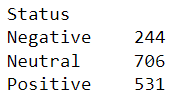 Status
Negative    244
Neutral     706
Positive    531